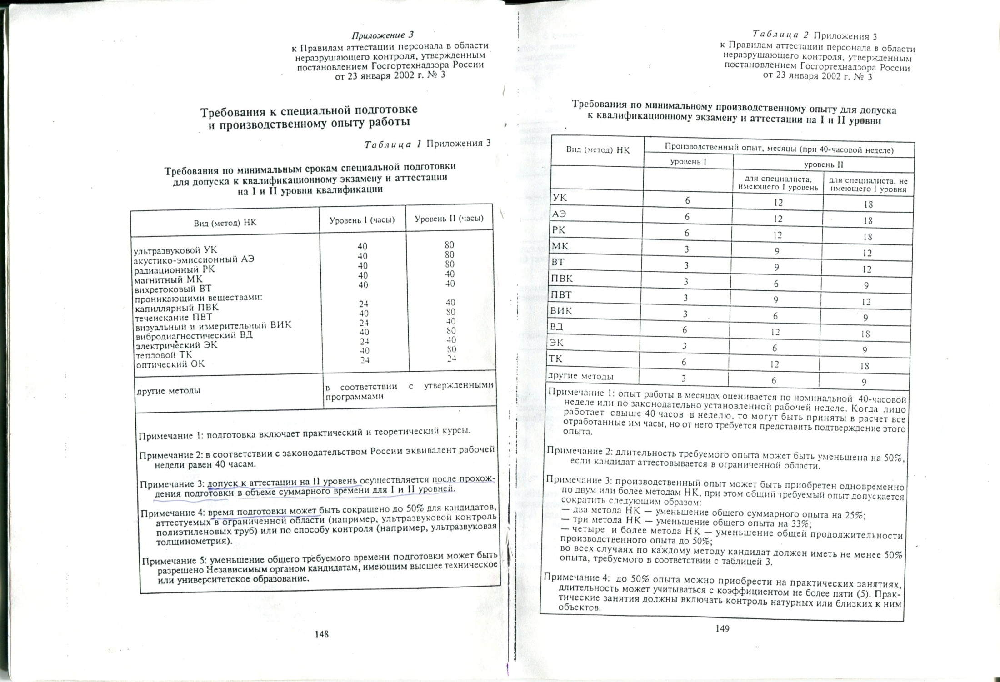 Приложение 3
к Правилам аттестации персонала в области
неразрушающего контроля, утвержденным
постановлением Госгортехнадзора России
от 23 января 2002 г. № 3
Требования к специальной подготовке
и производственному опыту работы
Таблица 1 Приложения 3
Требования по минимальным срокам специальной подготовки
для допуска к квалификационному экзамену и аттестации
на I и II уровни квалификации
Вид (метод) НК Уровень I (часы) Уровень II (часы)
ультразвуковой УК 40 80
акустико-эмиссионный АЭ 40 80
радиационный РК 40 80
магнитный МК 40 40
вихретоковый ВТ 40 40
проникающими веществами:
капиллярный ПВК 24 40
течеискание ПВТ 40 80
визуальный и измерительный ВИК 24 40
вибродиагностический ВД 40 80
электрический ЭК 24 40
тепловой ТК 40 80
оптический ОК 24 24
другие методы в соответствии с утвержденными
программами
Примечание 1: подготовка включает практический и теоретический курсы.
Примечание 2: в соответствии с законодательством России эквивалент рабочей
недели равен 40 часам.
Примечание 3: допуск к аттестации на II уровень осуществляется после прохож-
дения подготовки в объеме суммарного времени для I и II уровней.
Примечание 4: время подготовки может быть сокращено до 50% для кандидатов,
аттестуемых в ограниченной области (например, ультразвуковой контроль
полиэтиленовых труб) или по способу контроля (например, ультразвуковая
толщинометрия).
Примечание 5: уменьшение общего требуемого времени подготовки может быть
разрешено Независимым органом кандидатам, имеющим высшее техническое
или университетское образование.
148
Таблица 2 Приложения 3
к Правилам аттестации персонала в области
неразрушающего контроля, утвержденным
постановлением Госгортехнадзора России
от 23 января 2002 г. № 3
Требования по минимальному производственному опыту для допуска
к квалификационному экзамену и аттестации на I и II уровни
Вид (метод) НК Производственный опыт, месяцы (при 40-часовой неделе)
уровень I уровень II
для специалиста, для специалиста, не
имеющего I уровень имеющего I уровня
УК 6 12 18
АЭ 6 12 18
РК 6 12 18
МК 3 9 12
ВТ 3 9 12
ПВК 3 6 9
ПВТ 3 9 12
ВИК 3 6 9
ВД 6 12 18
ЭК 3 6 9
ТК 6 12 18
другие методы 3 6 9
Примечание 1: опыт работы в месяцах оценивается по номинальной 40-часовой
неделе или по законодательно установленной рабочей неделе. Когда лицо
работает свыше 40 часов в неделю, то могут быть приняты в расчет все
отработанные им часы, но от него требуется представить подтверждение этого
опыта.
Примечание 2: длительность требуемого опыта может быть уменьшена на 50%,
если кандидат аттестовывается в ограниченной области.
Примечание 3: производственный опыт может быть приобретен одновременно
по двум или более методам НК, при этом общий требуемый опыт допускается
сократить следующим образом:
— два метода НК — уменьшение общего суммарного опыта на 25%;
— три метода НК — уменьшение общего опыта на 33%;
— четыре и более метода НК — уменьшение общей продолжительности
производственного опыта до 50%;
во всех случаях по каждому методу кандидат должен иметь не менее 50%
опыта, требуемого в соответствии с таблицей 3.
Примечание 4: до 50% опыта можно приобрести на практических занятиях,
длительность может учитываться с коэффициентом не более пяти (5). Прак-
тические занятия должны включать контроль натурных или близких к ним
объектов.
149